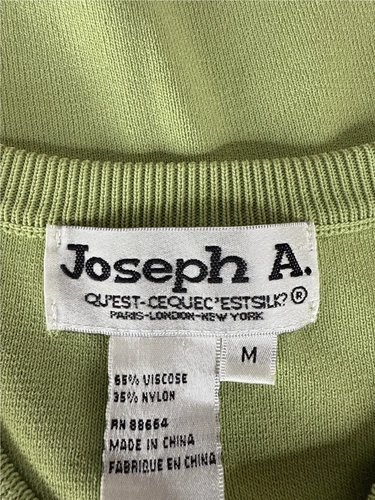 Joseph A.
QU'EST-CEQUEC'ESTSILK?®
PARIS-LONDON-NEW YORK
M
65% VISCOSE
35% NYLON
RN 88664
MADE IN CHINA
FABRIQUE EN CHINA